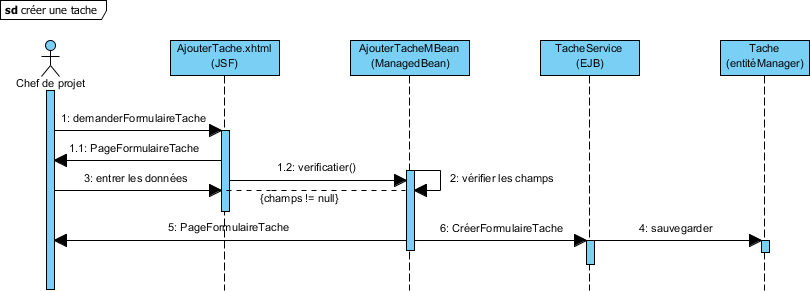 sd créer une tache
AjouterTache.xhtml
(JSF)
AjouterTacheMBean
(ManagedBean)
TacheService
(EJB)
Tache
(entitéManager)
Chef de projet
1: demanderFormulaireTache
1.1: PageFormulaireTache
1.2: verificatier()
3: entrer les données
2: vérifier les champs
{champs != null}
5: PageFormulaireTache
6: CréerFormulaireTache
4: sauvegarder